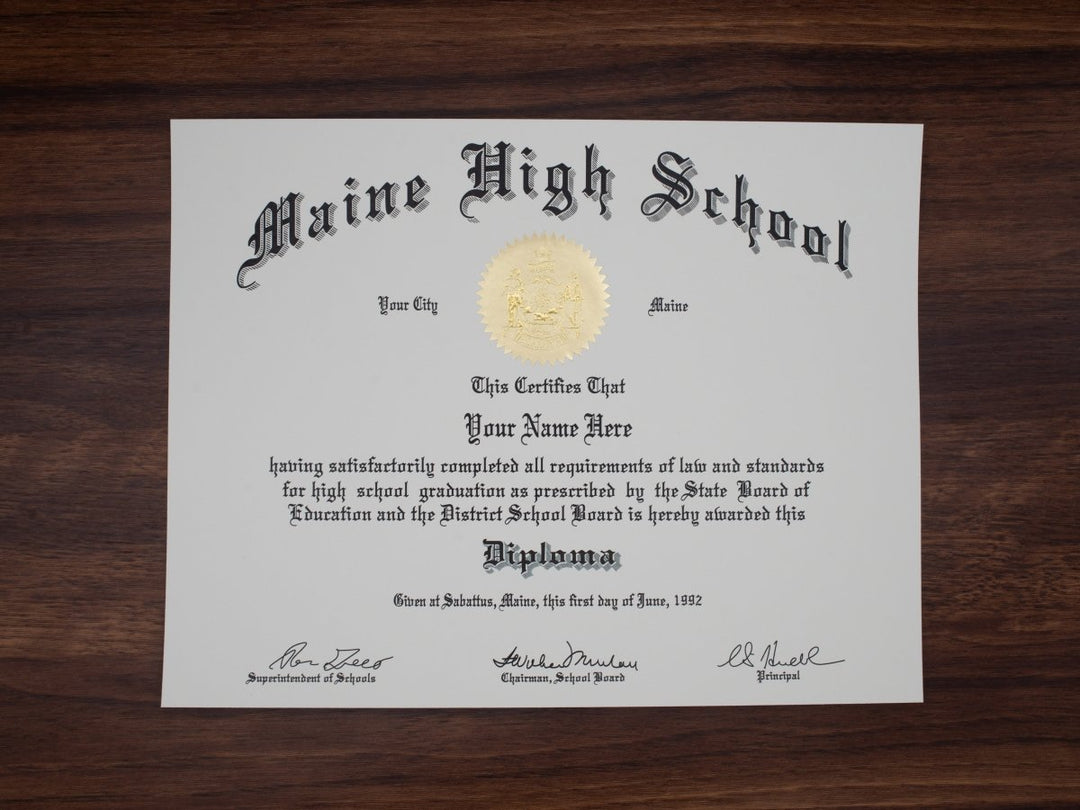 Maine High School
Your City
Maine
This Certifies That
Your Name Here
having satisfactorily completed all requirements of law and standards
for high school graduation as prescribed by the State Board of
Education and the District School Board is hereby awarded this
Diploma
Given at Sabattus, Maine, this first day of June, 1992
Superintendent of Schools
Chairman, School Board
Principal